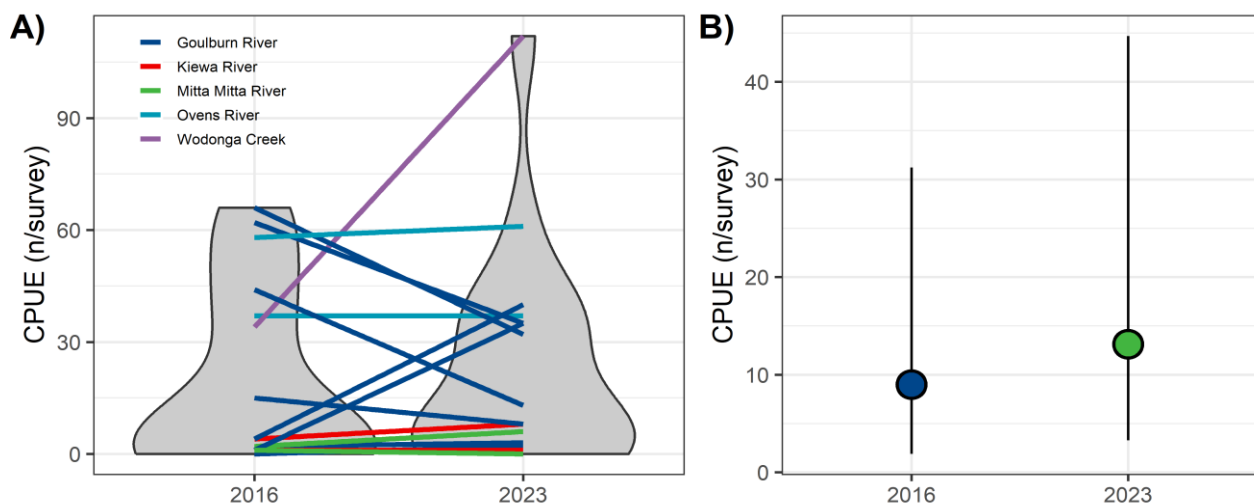 A)
Goulburn River
Kiewa River
Mitta Mitta River
Ovens River
Wodonga Creek
CPUE (n/survey)
90
60
30
0
2016 2023
B)
CPUE (n/survey)
40
30
20
10
0
2016 2023